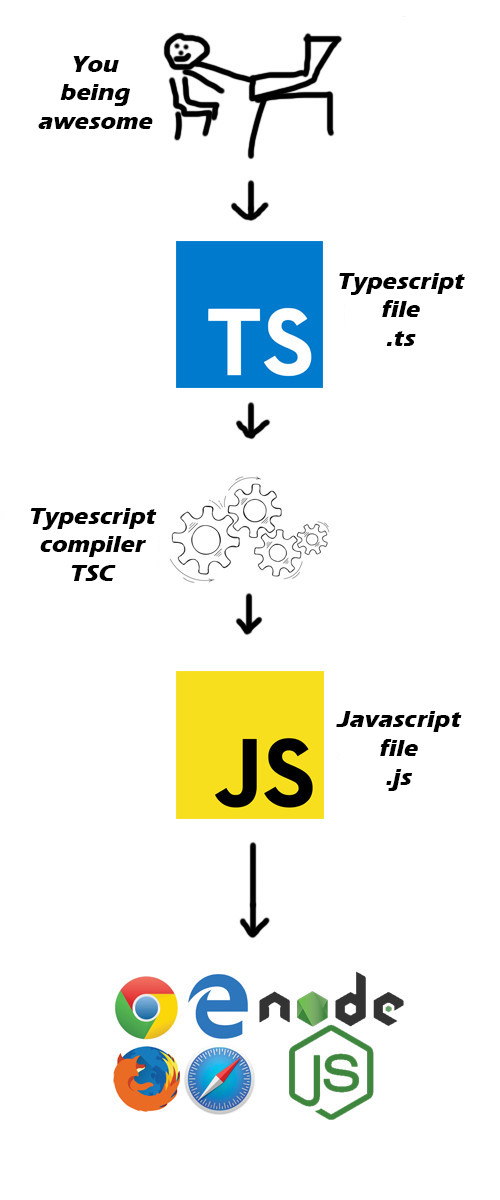 You
being
awesome
TS
Typescript
file
.ts
Typescript
compiler
TSC
JS
Javascript
file
.js
node
JS